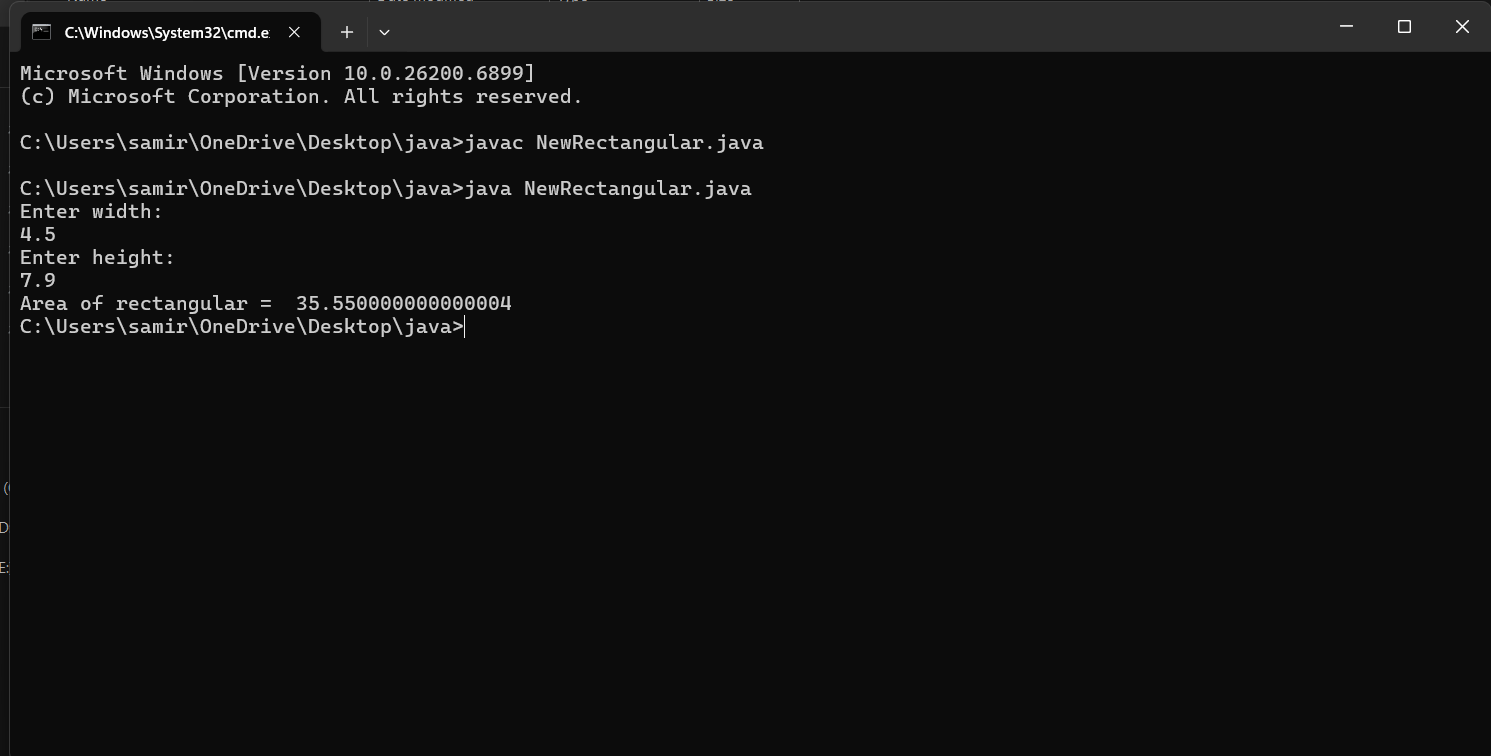 C:\Windows\System32\cmd.e
Microsoft Windows [Version 10.0.26200.6899]
(c) Microsoft Corporation. All rights reserved.
C:\Users\samir\OneDrive\Desktop\java>javac NewRectangular.java
C:\Users\samir\OneDrive\Desktop\java>java NewRectangular.java
Enter width:
4.5
Enter height:
7.9
Area of rectangular =  35.550000000000004
C:\Users\samir\OneDrive\Desktop\java>